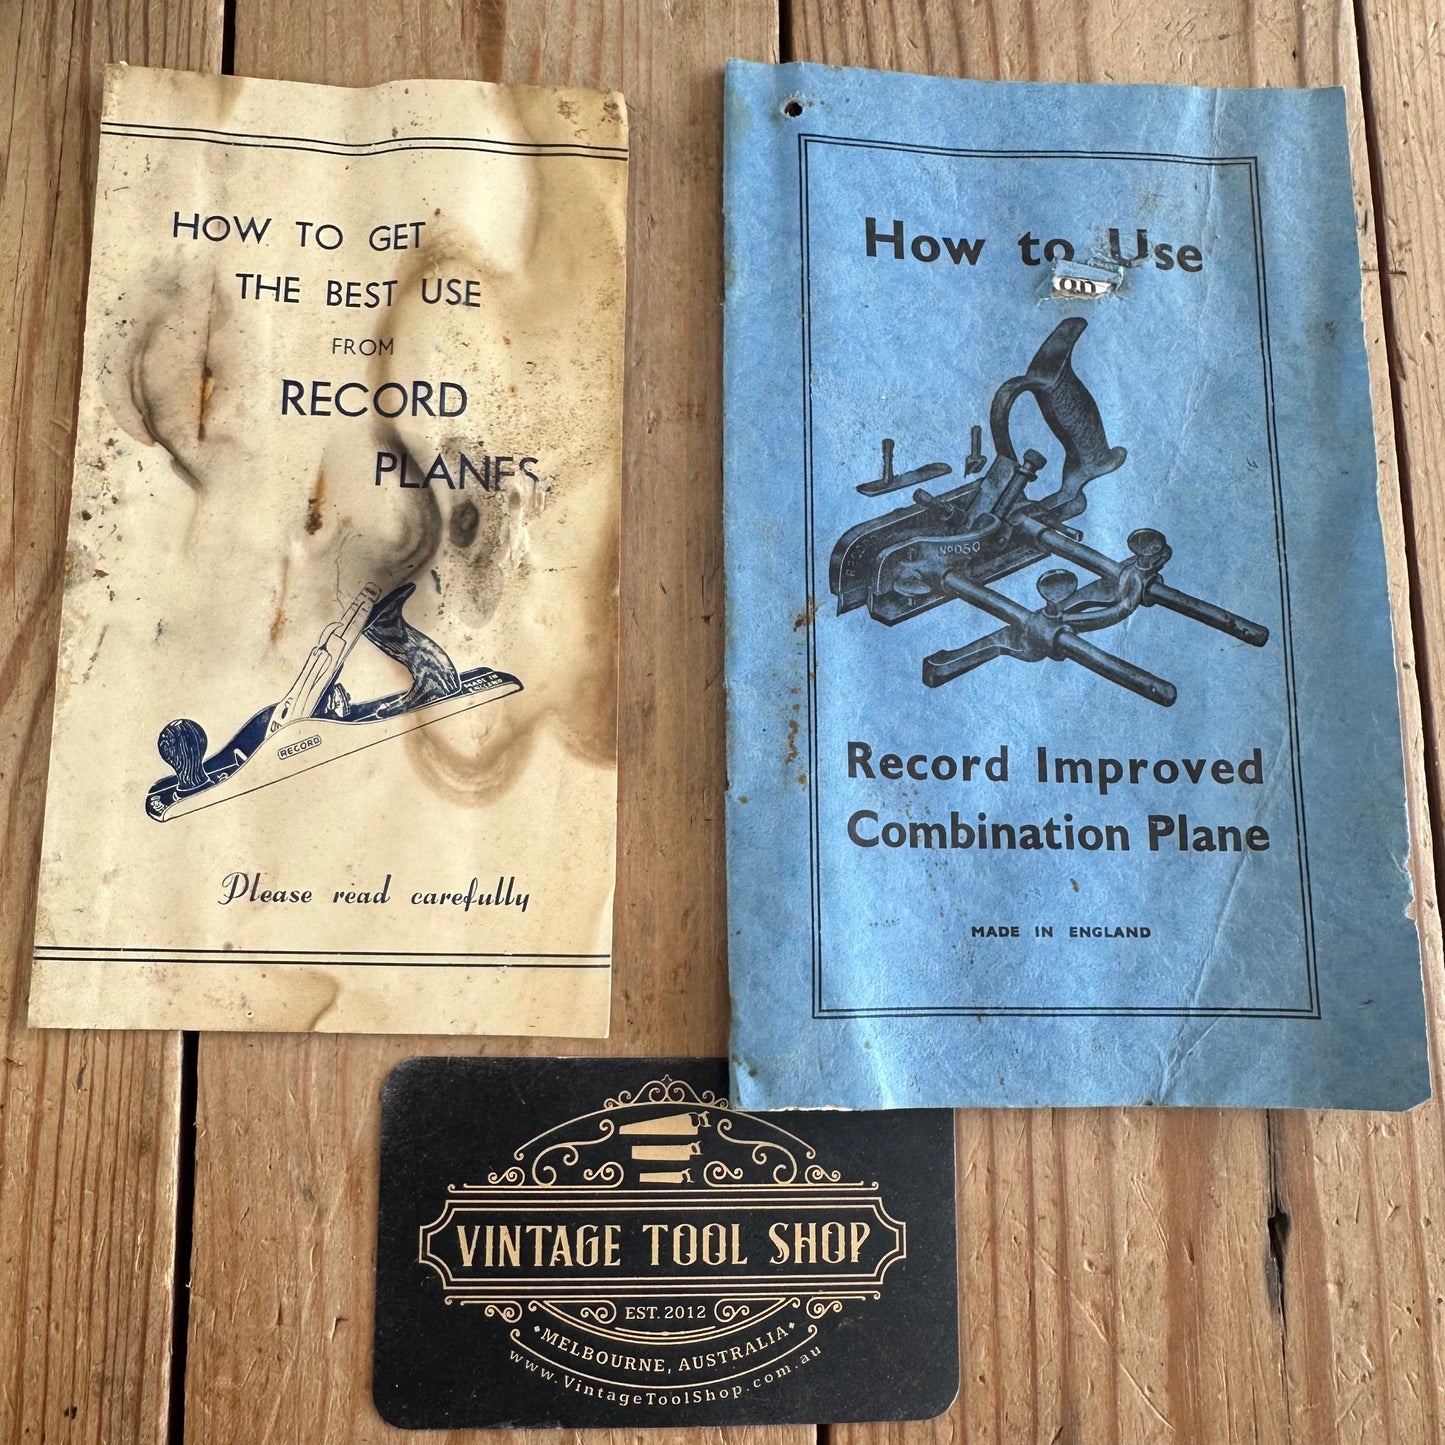 HOW TO GET
THE BEST USE
FROM
RECORD
PLANES
MADE IN
ENGLAND
RECORD
Please read carefully
How to Use
on
RECORD
No 050
Record Improved
Combination Plane
MADE IN ENGLAND
VINTAGE TOOL SHOP
EST. 2012
MELBOURNE, AUSTRALIA
www.VintageToolShop.com.au